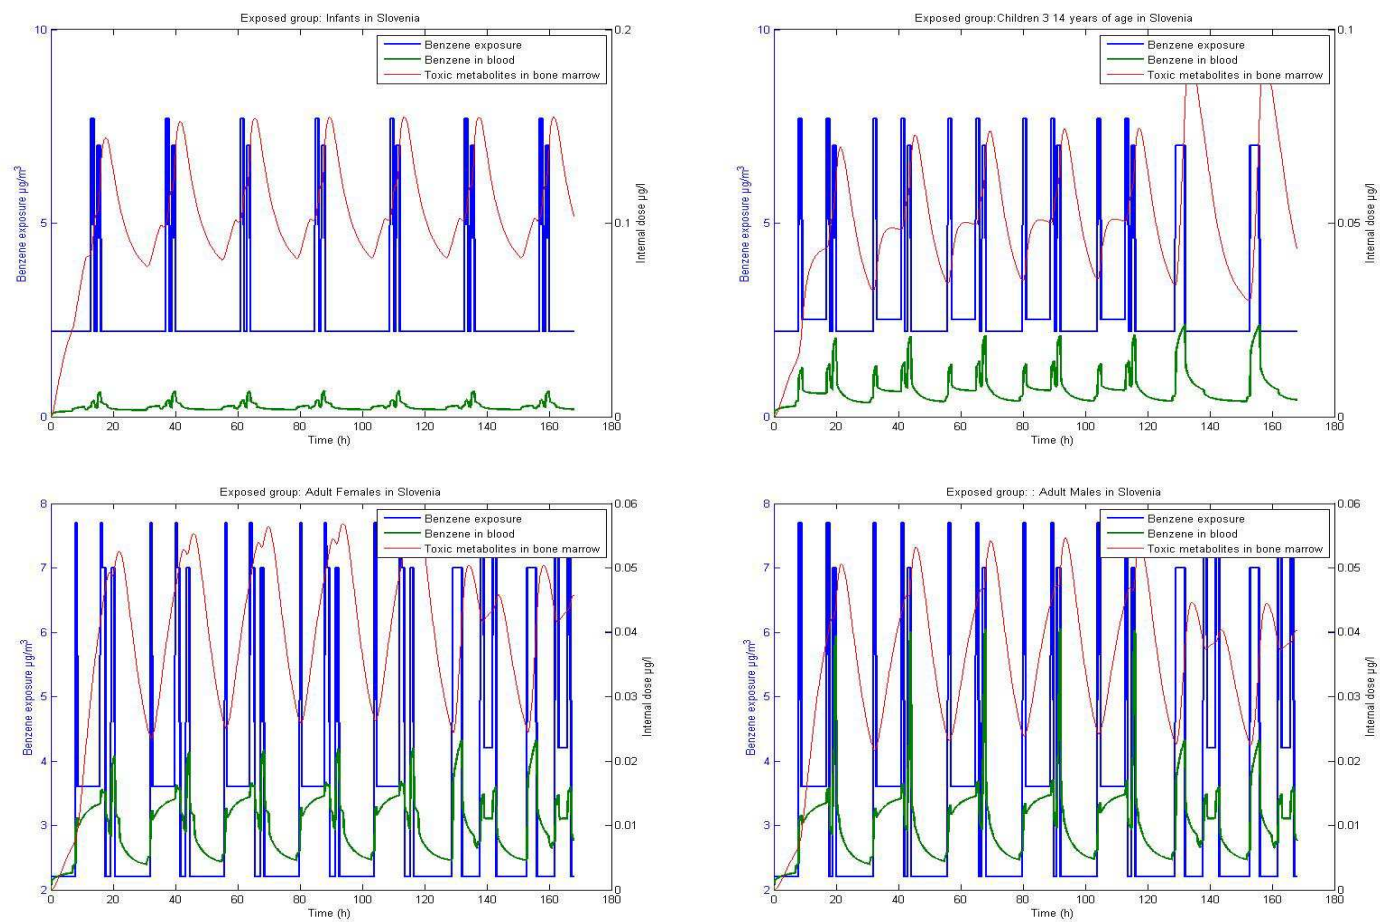 Exposed group: Infants in Slovenia
10
5
0
0.2
0.1
0
Benzene exposure µg/m³
Internal dose µg/l
Benzene exposure
Benzene in blood
Toxic metabolites in bone marrow
0 20 40 60 80 100 120 140 160 180
Time (h)
Exposed group:Children 3 14 years of age in Slovenia
10
5
0
0.1
0.05
0
Benzene exposure µg/m³
Internal dose µg/l
Benzene exposure
Benzene in blood
Toxic metabolites in bone marrow
0 20 40 60 80 100 120 140 160 180
Time (h)
Exposed group: Adult Females in Slovenia
8
7
6
5
4
3
2
0.06
0.05
0.04
0.03
0.02
0.01
0
Benzene exposure µg/m³
Internal dose µg/l
Benzene exposure
Benzene in blood
Toxic metabolites in bone marrow
0 20 40 60 80 100 120 140 160 180
Time (h)
Exposed group: : Adult Males in Slovenia
8
7
6
5
4
3
2
0.06
0.05
0.04
0.03
0.02
0.01
0
Benzene exposure µg/m³
Internal dose µg/l
Benzene exposure
Benzene in blood
Toxic metabolites in bone marrow
0 20 40 60 80 100 120 140 160 180
Time (h)